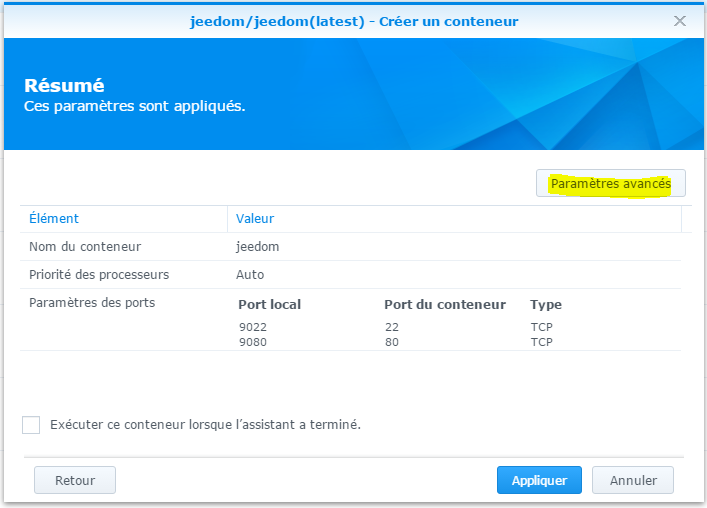 jeedom/jeedom(latest) - Créer un conteneur
Résumé
Ces paramètres sont appliqués.
Paramètres avancés
Élément Valeur
Nom du conteneur jeedom
Priorité des processeurs Auto
Paramètres des ports Port local Port du conteneur Type
9022 22 TCP
9080 80 TCP
Exécuter ce conteneur lorsque l’assistant a terminé.
Retour Appliquer Annuler